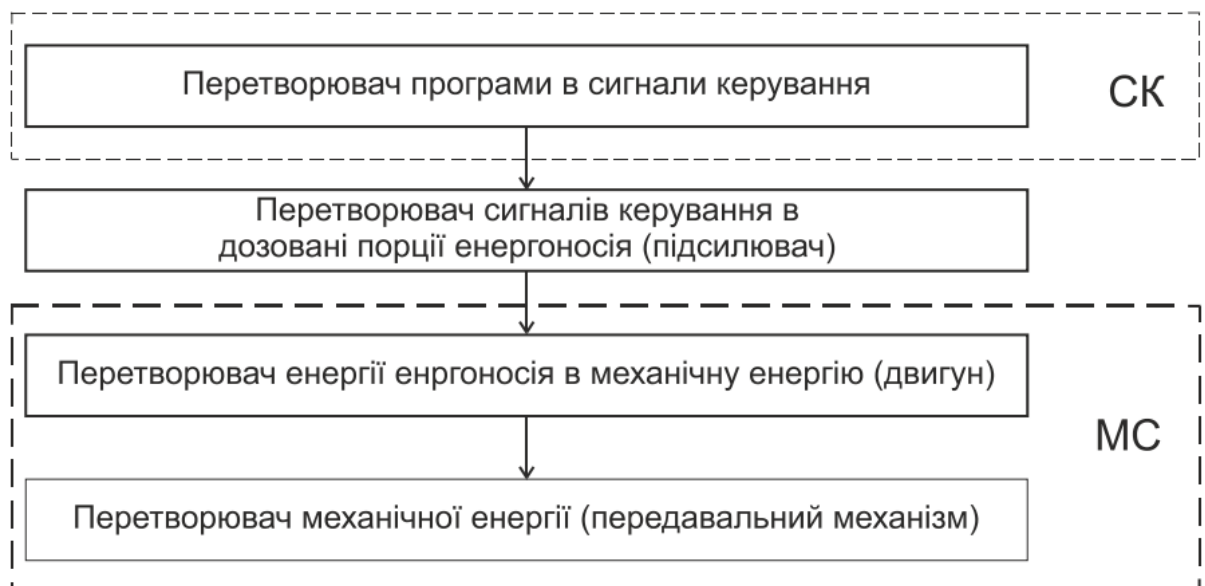 Перетворювач програми в сигнали керування
СК
Перетворювач сигналів керування в
дозовані порції енергоносія (підсилювач)
Перетворювач енергії енргоносія в механічну енергію (двигун)
МС
Перетворювач механічної енергії (передавальний механізм)